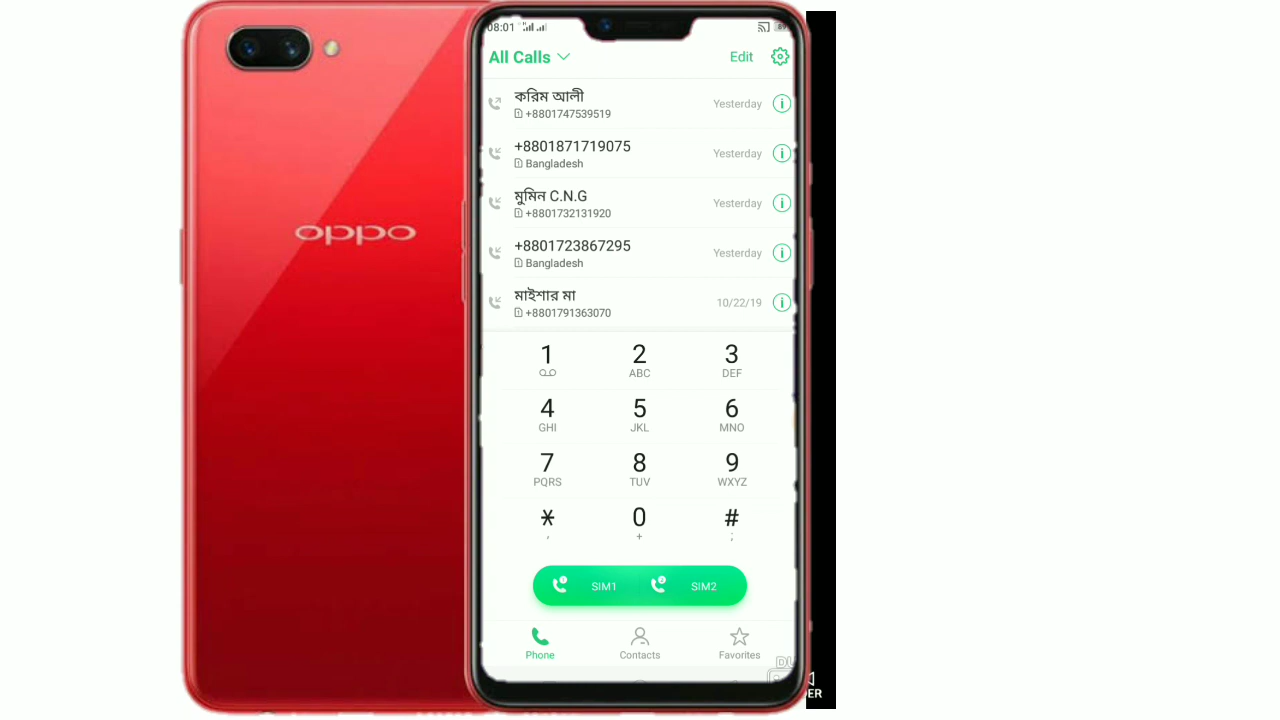 oppo
08:01
All Calls
Edit
করিম আলী
+8801747539519
Yesterday
+8801871719075
Bangladesh
Yesterday
মুমিন C.N.G
+8801732131920
Yesterday
+8801723867295
Bangladesh
Yesterday
মাইশার মা
+8801791363070
10/22/19
1 2 3
ABC DEF
4 5 6
GHI JKL MNO
7 8 9
PQRS TUV WXYZ
* 0 #
, + ;
SIM1 SIM2
Phone Contacts Favorites
DU
ER